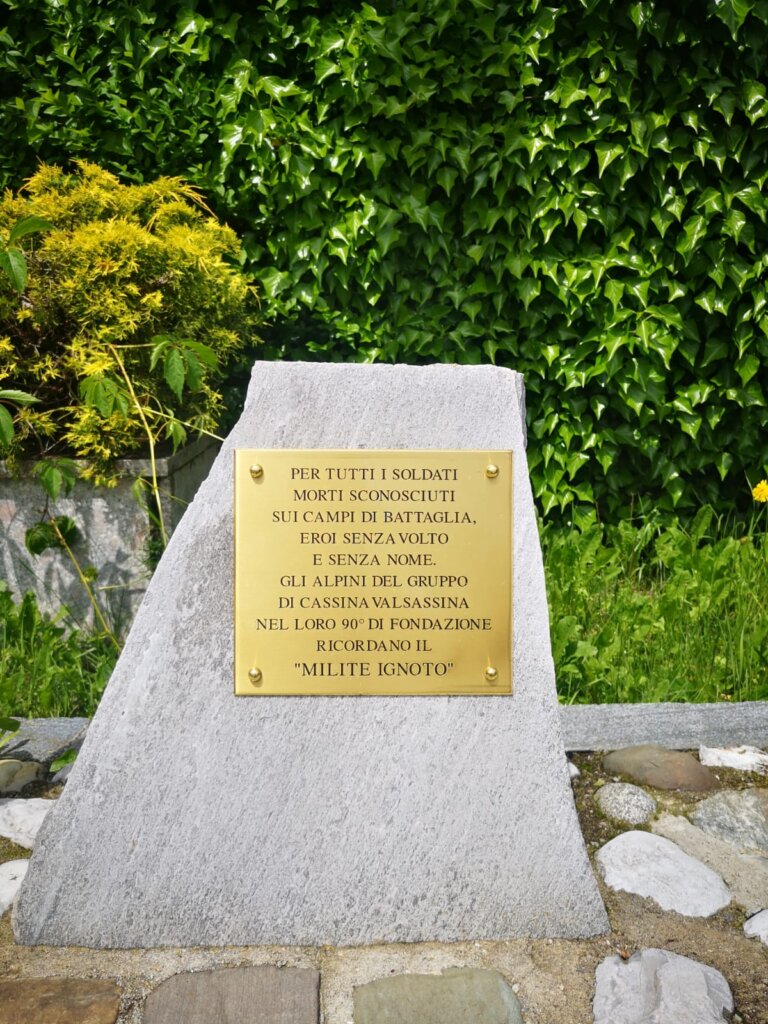 PER TUTTI I SOLDATI
MORTI SCONOSCIUTI
SUI CAMPI DI BATTAGLIA,
EROI SENZA VOLTO
E SENZA NOME.
GLI ALPINI DEL GRUPPO
DI CASSINA VALSASSINA
NEL LORO 90° DI FONDAZIONE
RICORDANO IL
"MILITE IGNOTO"